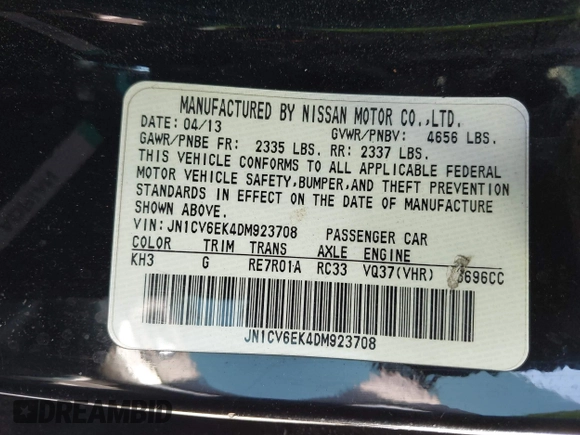 MANUFACTURED BY NISSAN MOTOR CO.,LTD.
DATE: 04/13 GVWR/PNBV: 4656 LBS.
GAWR/PNBE FR: 2335 LBS. RR: 2337 LBS.
THIS VEHICLE CONFORMS TO ALL APPLICABLE FEDERAL
MOTOR VEHICLE SAFETY,BUMPER,AND THEFT PREVENTION
STANDARDS IN EFFECT ON THE DATE OF MANUFACTURE
SHOWN ABOVE.
VIN: JN1CV6EK4DM923708 PASSENGER CAR
COLOR TRIM TRANS AXLE ENGINE
KH3 G RE7R01A RC33 VQ37(VHR) 3696CC
JN1CV6EK4DM923708
DREAMBID